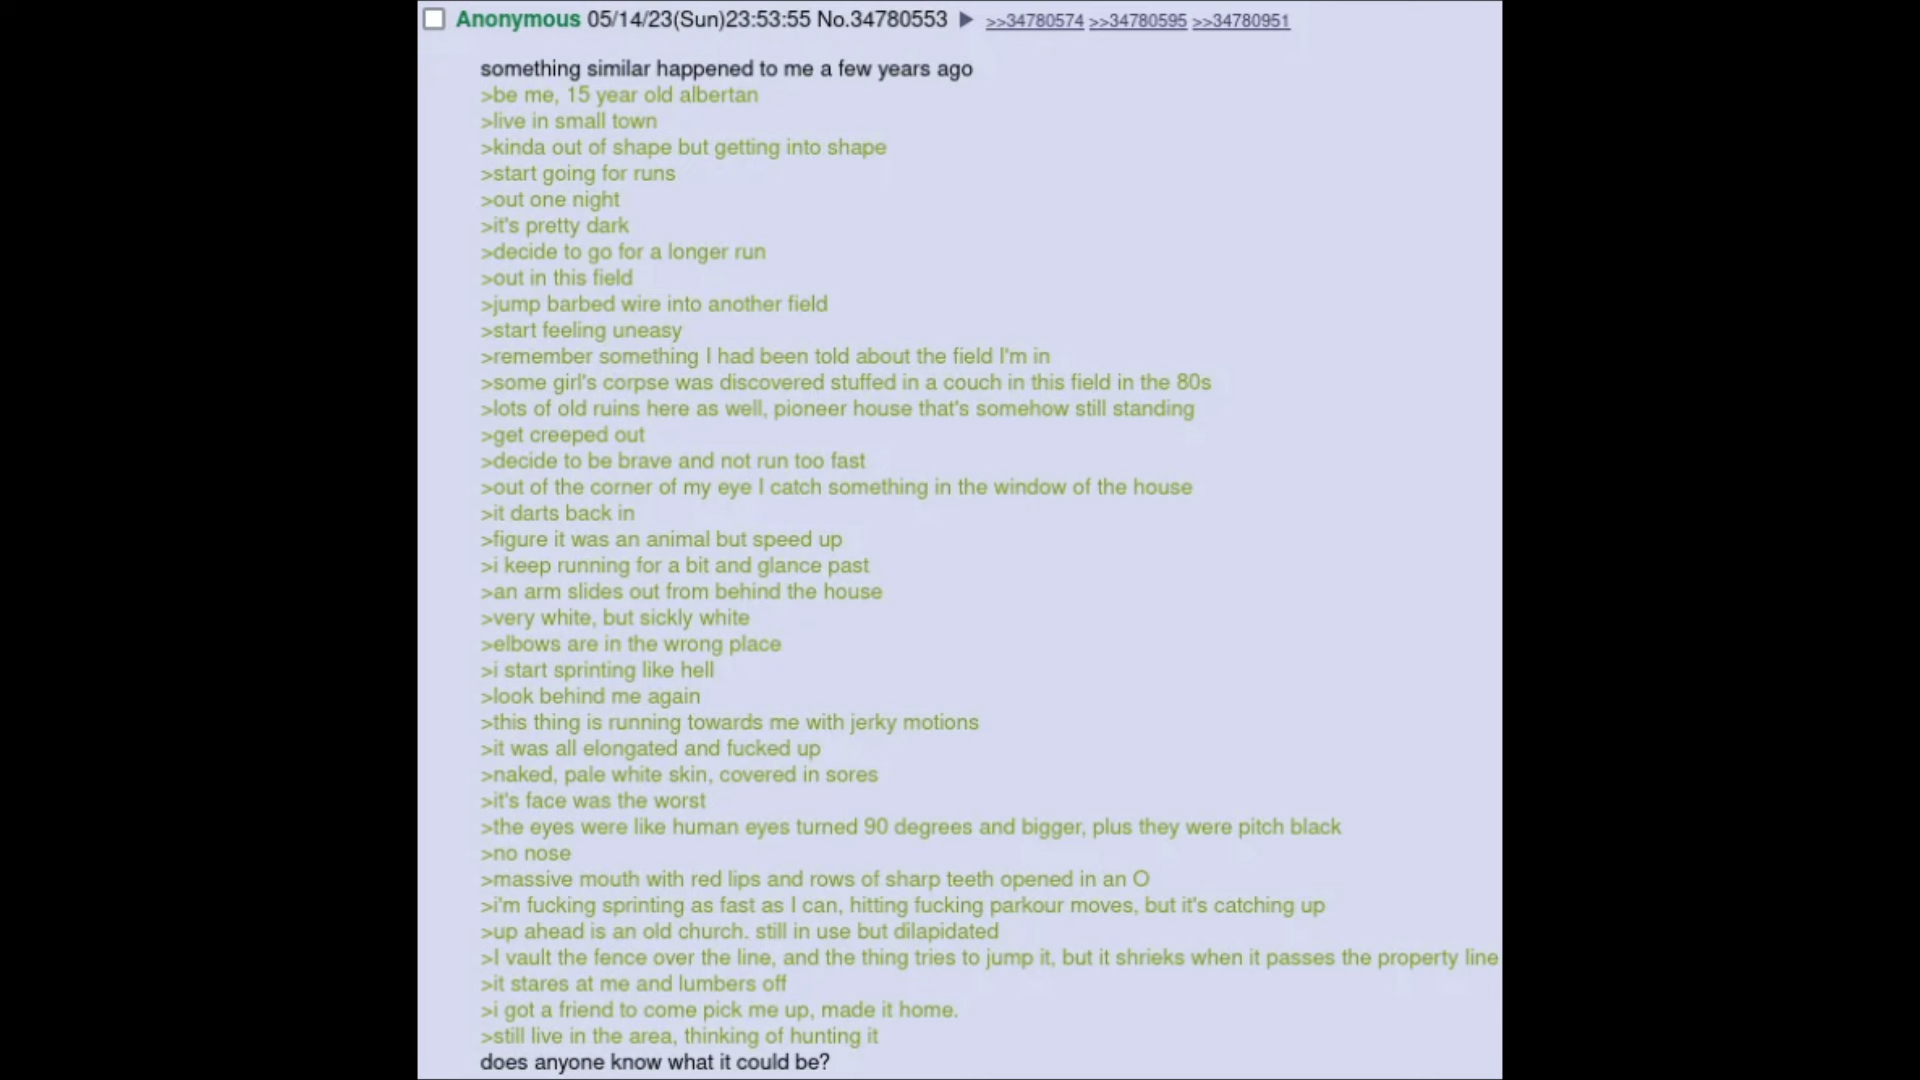 Anonymous 05/14/23(Sun)23:53:55 No.34780553 ▶ >>34780574 >>34780595 >>34780951
something similar happened to me a few years ago
>be me, 15 year old albertan
>live in small town
>kinda out of shape but getting into shape
>start going for runs
>out one night
>it's pretty dark
>decide to go for a longer run
>out in this field
>jump barbed wire into another field
>start feeling uneasy
>remember something I had been told about the field I'm in
>some girl's corpse was discovered stuffed in a couch in this field in the 80s
>lots of old ruins here as well, pioneer house that's somehow still standing
>get creeped out
>decide to be brave and not run too fast
>out of the corner of my eye I catch something in the window of the house
>it darts back in
>figure it was an animal but speed up
>i keep running for a bit and glance past
>an arm slides out from behind the house
>very white, but sickly white
>elbows are in the wrong place
>i start sprinting like hell
>look behind me again
>this thing is running towards me with jerky motions
>it was all elongated and fucked up
>naked, pale white skin, covered in sores
>it's face was the worst
>the eyes were like human eyes turned 90 degrees and bigger, plus they were pitch black
>no nose
>massive mouth with red lips and rows of sharp teeth opened in an O
>i'm fucking sprinting as fast as I can, hitting fucking parkour moves, but it's catching up
>up ahead is an old church. still in use but dilapidated
>I vault the fence over the line, and the thing tries to jump it, but it shrieks when it passes the property line
>it stares at me and lumbers off
>i got a friend to come pick me up, made it home.
>still live in the area, thinking of hunting it
does anyone know what it could be?